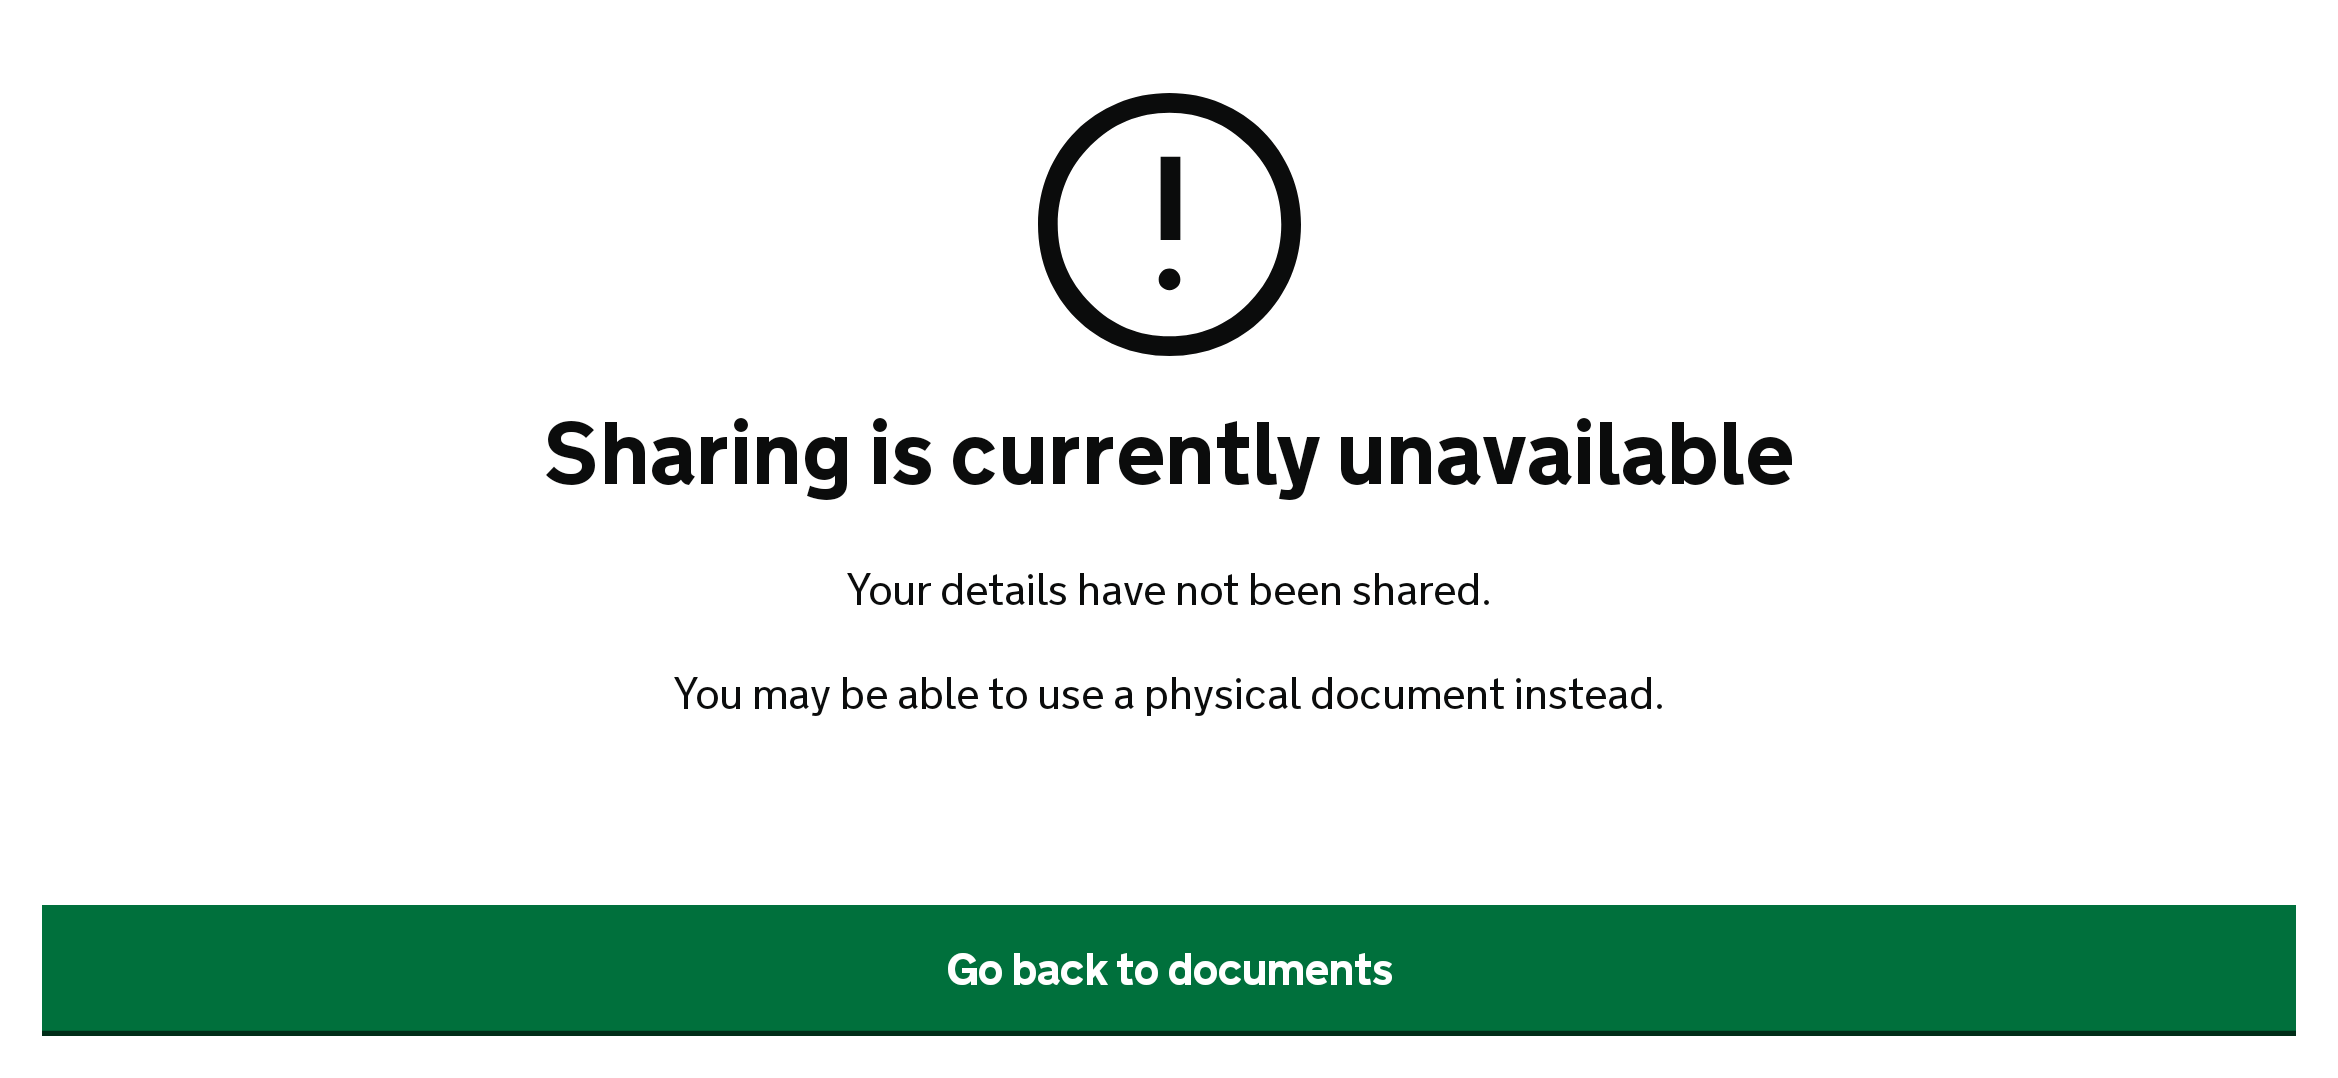 Sharing is currently unavailable
Your details have not been shared.
You may be able to use a physical document instead.
Go back to documents